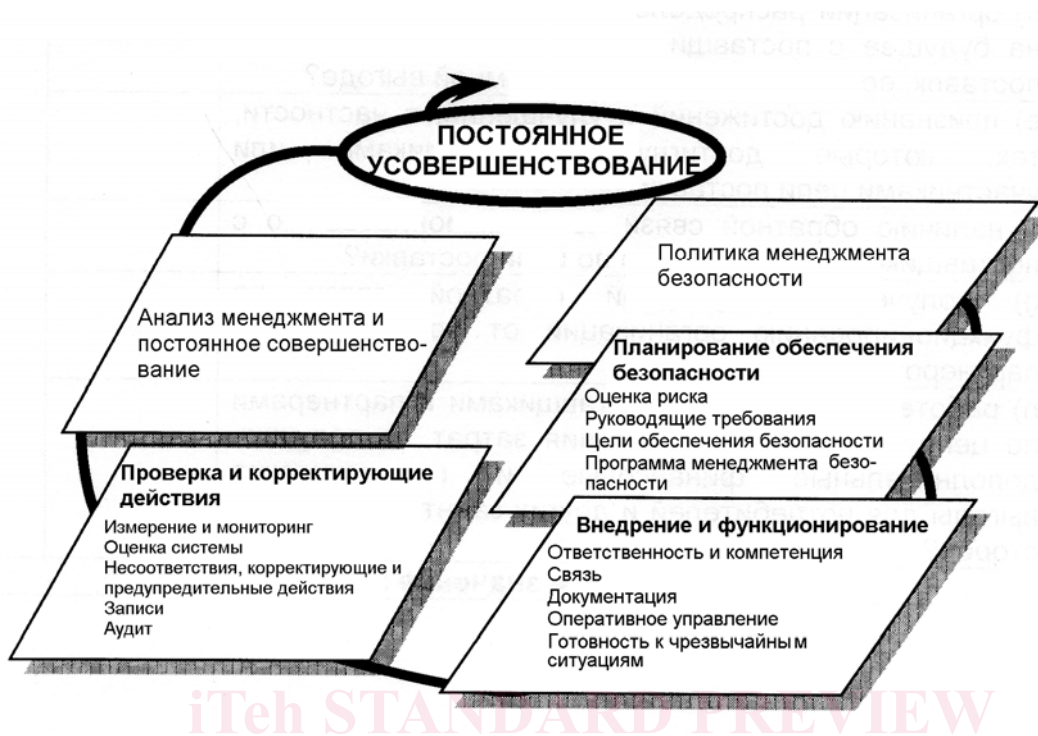 ПОСТОЯННОЕ
УСОВЕРШЕНСТВОВАНИЕ
Политика менеджмента
безопасности
Планирование обеспечения
безопасности
Оценка риска
Руководящие требования
Цели обеспечения безопасности
Программа менеджмента безо-
пасности
Внедрение и функционирование
Ответственность и компетенция
Связь
Документация
Оперативное управление
Готовность к чрезвычайным
ситуациям
Проверка и корректирующие
действия
Измерение и мониторинг
Оценка системы
Несоответствия, корректирующие и
предупредительные действия
Записи
Аудит
Анализ менеджмента и
постоянное совершенство-
вание
iTeh STANDARD PREVIEW